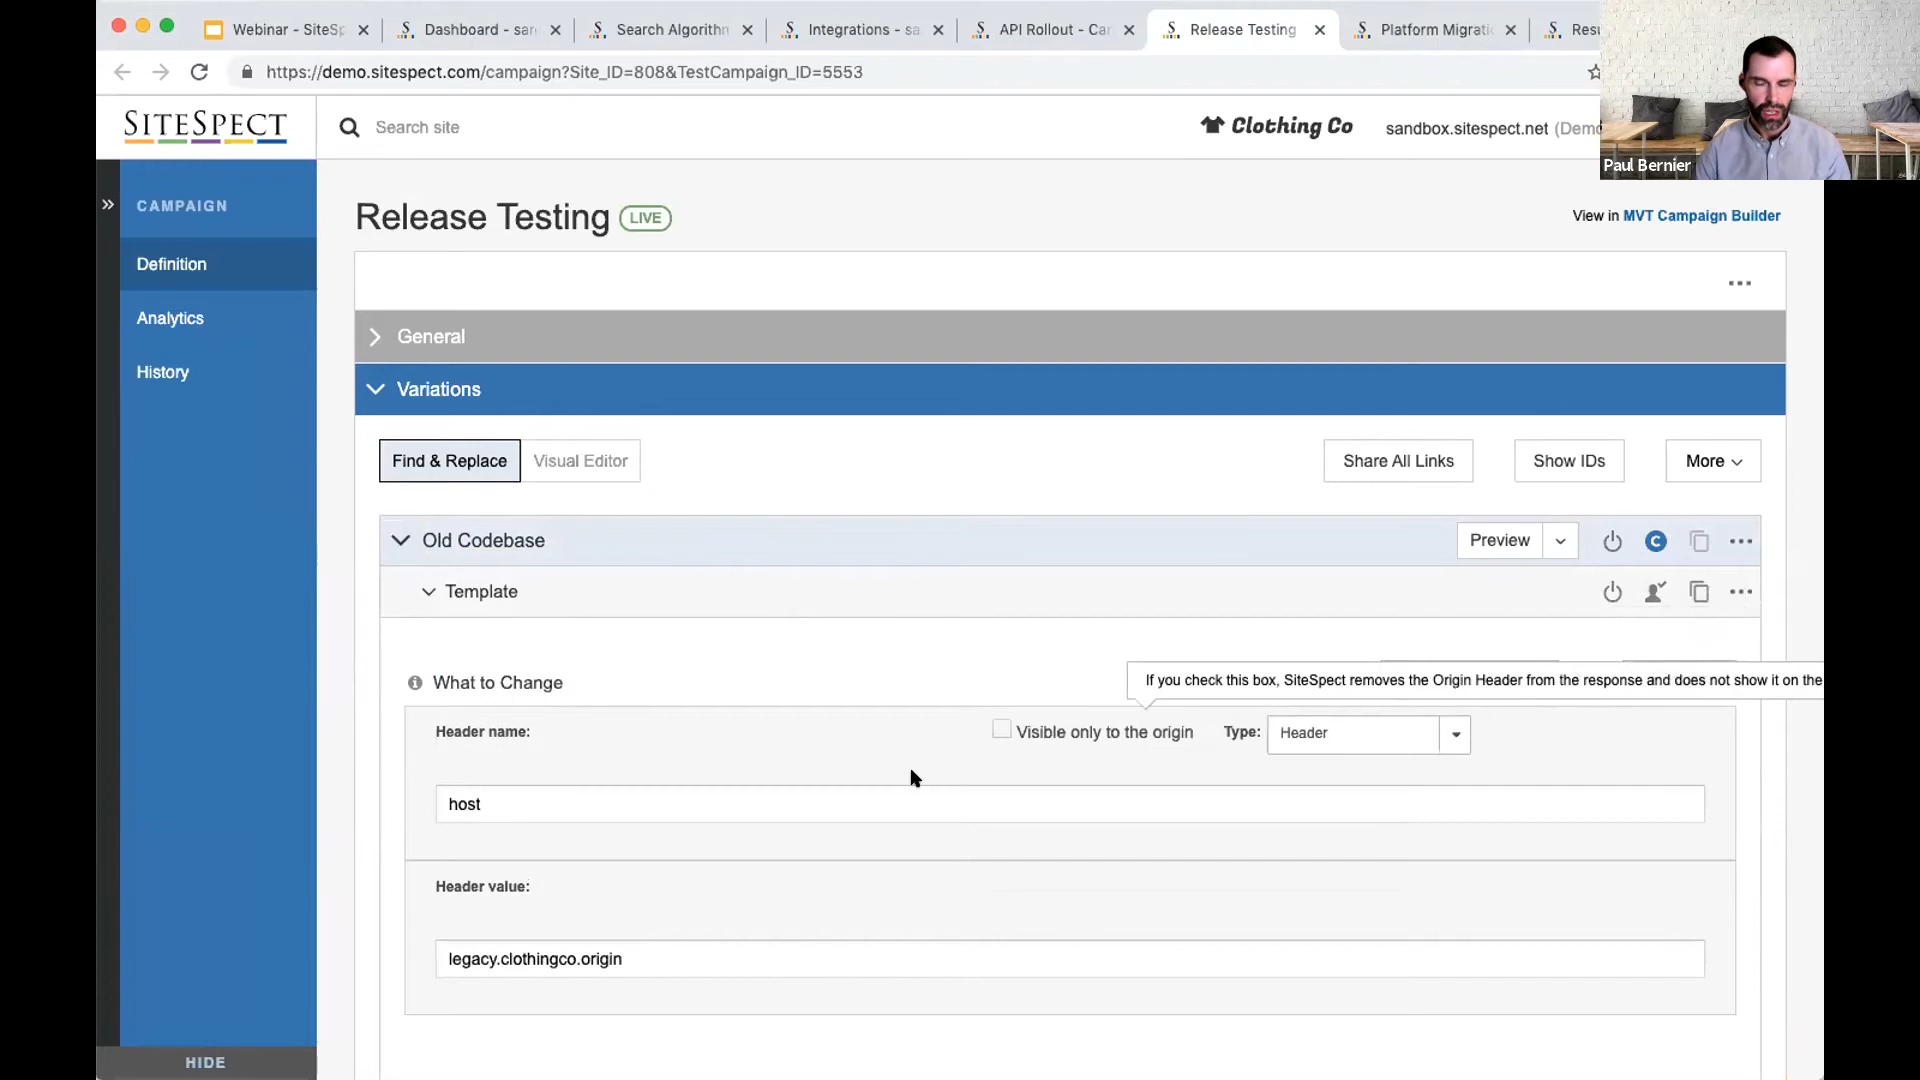 Webinar - SiteSp
Dashboard - sar
Search Algorithm
Integrations - sa
API Rollout - Car
Release Testing
Platform Migrati
Resu
https://demo.sitespect.com/campaign?Site_ID=808&TestCampaign_ID=5553
SITESPECT
Search site
Clothing Co
sandbox.sitespect.net (Demo
Paul Bernier
CAMPAIGN
Definition
Analytics
History
HIDE
Release Testing LIVE
View in MVT Campaign Builder
General
Variations
Find & Replace
Visual Editor
Share All Links
Show IDs
More
Old Codebase
Preview
C
Template
What to Change
If you check this box, SiteSpect removes the Origin Header from the response and does not show it on the
Header name:
Visible only to the origin
Type:
Header
host
Header value:
legacy.clothingco.origin